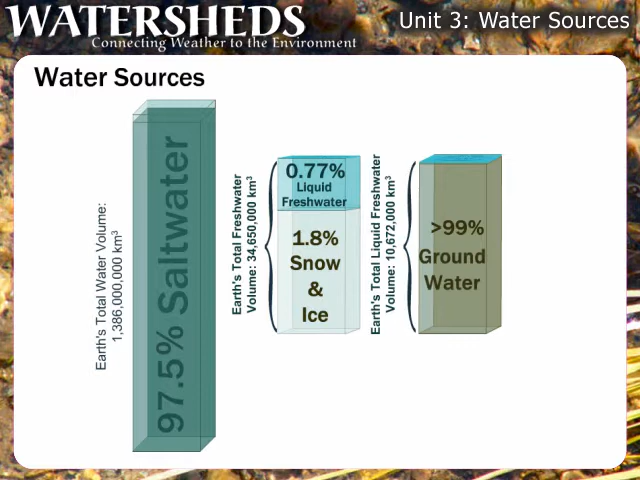 WATERSHEDS
Connecting Weather to the Environment
Unit 3: Water Sources
Water Sources
Earth's Total Water Volume:
1,386,000,000 km³
97.5% Saltwater
Earth's Total Freshwater
Volume: 34,650,000 km³
0.77%
Liquid
Freshwater
1.8%
Snow
&
Ice
Earth's Total Liquid Freshwater
Volume: 10,672,000 km³
>99%
Ground
Water